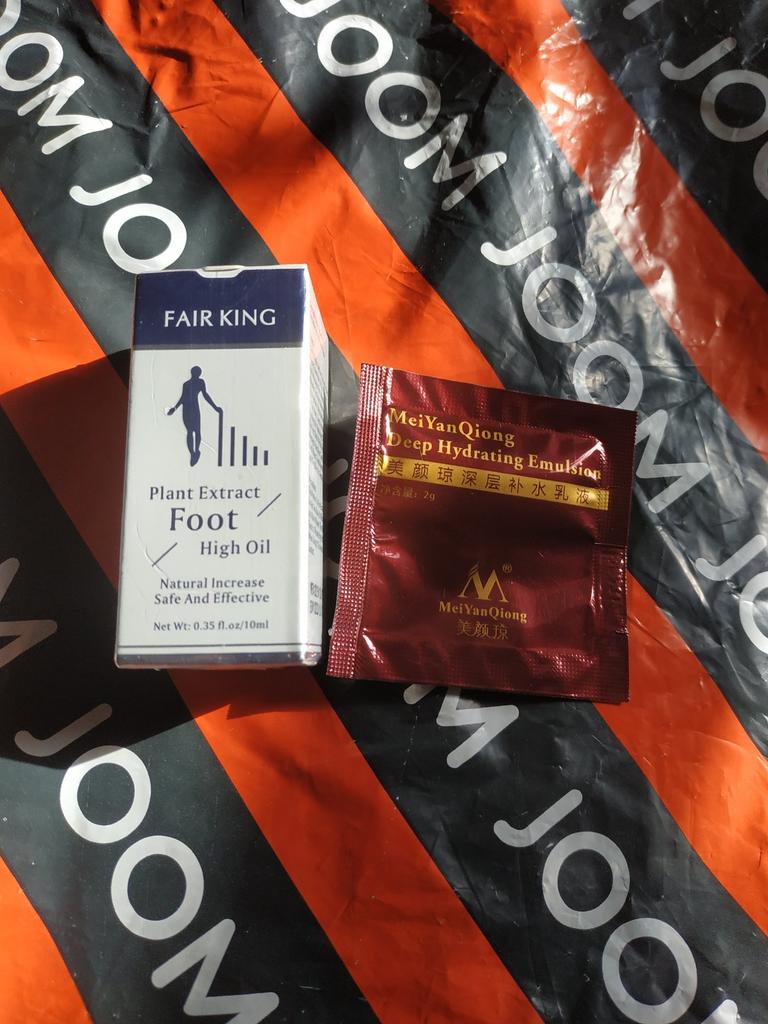 JOOM
JOOM
JOOM
JOOM
JOOM
FAIR KING
Plant Extract
Foot
High Oil
Natural Increase
Safe And Effective
Net Wt: 0.35 fl.oz/10ml
MeiYanQiong
Deep Hydrating Emulsion
美颜琼深层补水乳液
净含量: 2g
®
MeiYanQiong
美颜琼
JOOM
JOOM